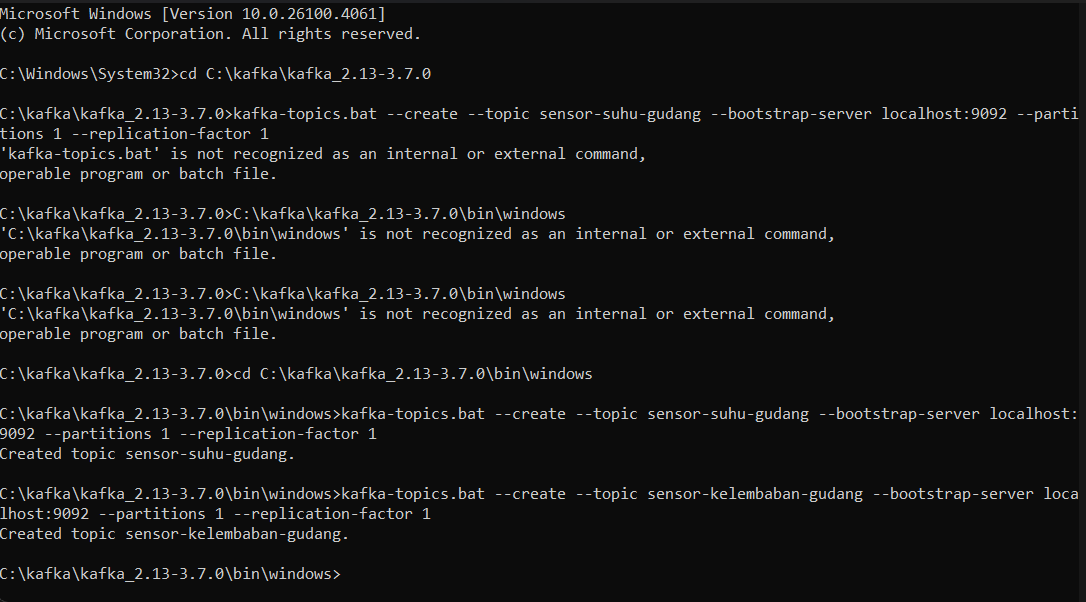 Microsoft Windows [Version 10.0.26100.4061]
(c) Microsoft Corporation. All rights reserved.
C:\Windows\System32>cd C:\kafka\kafka_2.13-3.7.0
C:\kafka\kafka_2.13-3.7.0>kafka-topics.bat --create --topic sensor-suhu-gudang --bootstrap-server localhost:9092 --parti
tions 1 --replication-factor 1
'kafka-topics.bat' is not recognized as an internal or external command,
operable program or batch file.
C:\kafka\kafka_2.13-3.7.0>C:\kafka\kafka_2.13-3.7.0\bin\windows
'C:\kafka\kafka_2.13-3.7.0\bin\windows' is not recognized as an internal or external command,
operable program or batch file.
C:\kafka\kafka_2.13-3.7.0>C:\kafka\kafka_2.13-3.7.0\bin\windows
'C:\kafka\kafka_2.13-3.7.0\bin\windows' is not recognized as an internal or external command,
operable program or batch file.
C:\kafka\kafka_2.13-3.7.0>cd C:\kafka\kafka_2.13-3.7.0\bin\windows
C:\kafka\kafka_2.13-3.7.0\bin\windows>kafka-topics.bat --create --topic sensor-suhu-gudang --bootstrap-server localhost:
9092 --partitions 1 --replication-factor 1
Created topic sensor-suhu-gudang.
C:\kafka\kafka_2.13-3.7.0\bin\windows>kafka-topics.bat --create --topic sensor-kelembaban-gudang --bootstrap-server loca
lhost:9092 --partitions 1 --replication-factor 1
Created topic sensor-kelembaban-gudang.
C:\kafka\kafka_2.13-3.7.0\bin\windows>